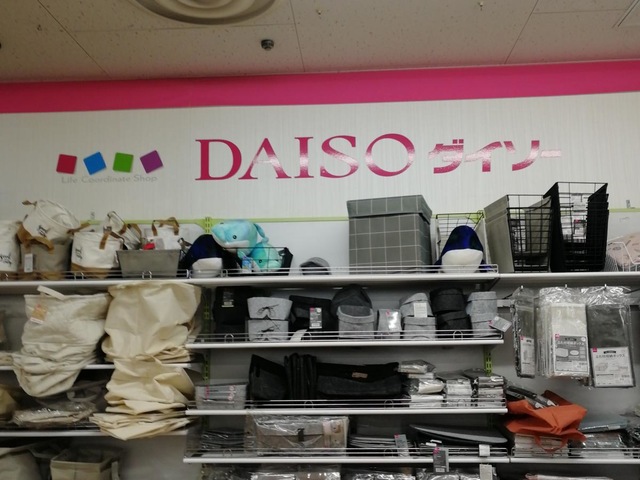 DAISO ダイソー
Life Coordinate Shop